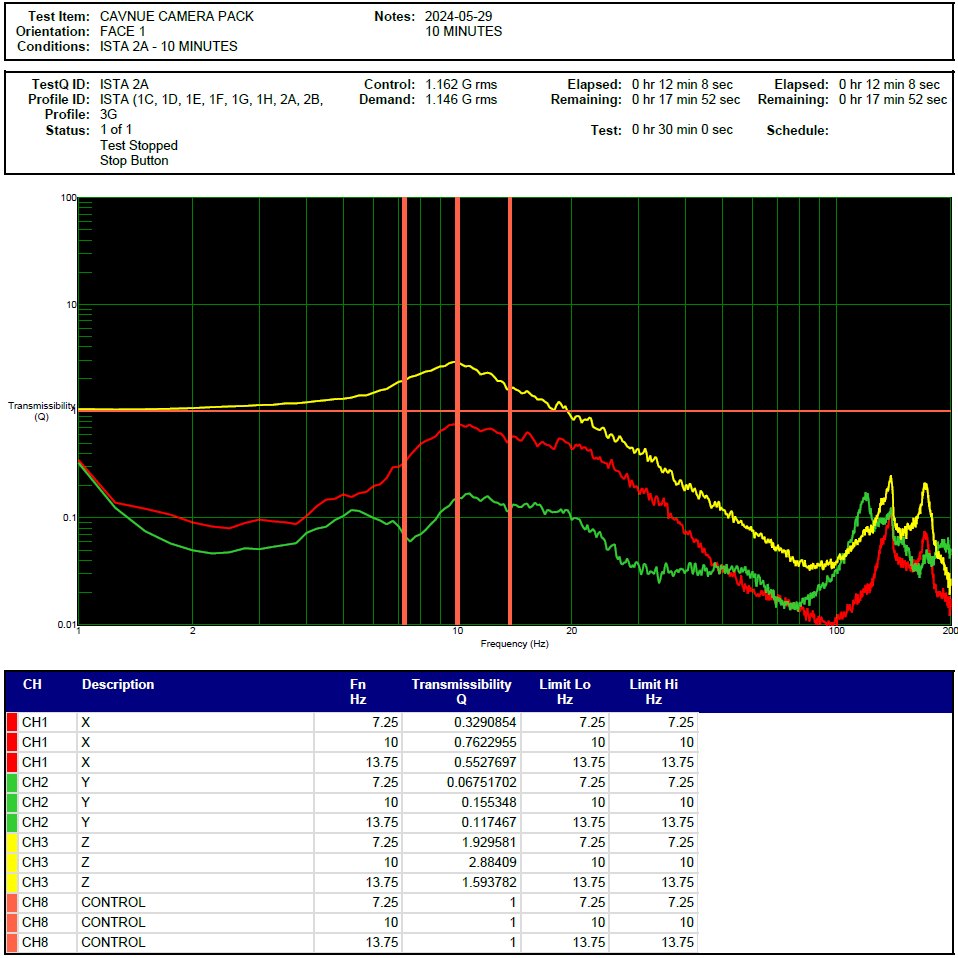 Test Item: CAVNUE CAMERA PACK Notes: 2024-05-29
Orientation: FACE 1 10 MINUTES
Conditions: ISTA 2A - 10 MINUTES
TestQ ID: ISTA 2A Control: 1.162 G rms Elapsed: 0 hr 12 min 8 sec Elapsed: 0 hr 12 min 8 sec
Profile ID: ISTA (1C, 1D, 1E, 1F, 1G, 1H, 2A, 2B, Demand: 1.146 G rms Remaining: 0 hr 17 min 52 sec Remaining: 0 hr 17 min 52 sec
Profile: 3G
Status: 1 of 1 Test: 0 hr 30 min 0 sec Schedule:
Test Stopped
Stop Button
100
10
Transmissibility 1
(Q)
0.1
0.01
1 2 10 20 100 200
Frequency (Hz)
CH Description Fn Transmissibility Limit Lo Limit Hi
Hz Q Hz Hz
CH1 X 7.25 0.3290854 7.25 7.25
CH1 X 10 0.7622955 10 10
CH1 X 13.75 0.5527697 13.75 13.75
CH2 Y 7.25 0.06751702 7.25 7.25
CH2 Y 10 0.155348 10 10
CH2 Y 13.75 0.117467 13.75 13.75
CH3 Z 7.25 1.929581 7.25 7.25
CH3 Z 10 2.88409 10 10
CH3 Z 13.75 1.593782 13.75 13.75
CH8 CONTROL 7.25 1 7.25 7.25
CH8 CONTROL 10 1 10 10
CH8 CONTROL 13.75 1 13.75 13.75